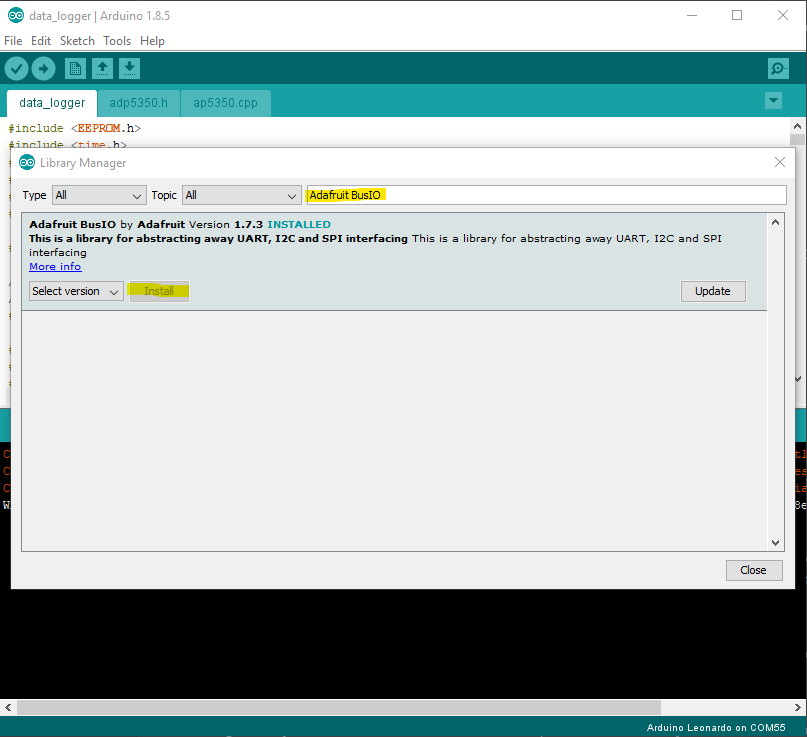 data_logger | Arduino 1.8.5
File Edit Sketch Tools Help
data_logger adp5350.h ap5350.cpp
#include <EEPROM.h>
#include <time.h>
Library Manager
Type All Topic All Adafruit BusIO
Adafruit BusIO by Adafruit Version 1.7.3 INSTALLED
This is a library for abstracting away UART, I2C and SPI interfacing This is a library for abstracting away UART, I2C and SPI
interfacing
More info
Select version Install Update
Close
Arduino Leonardo on COM55